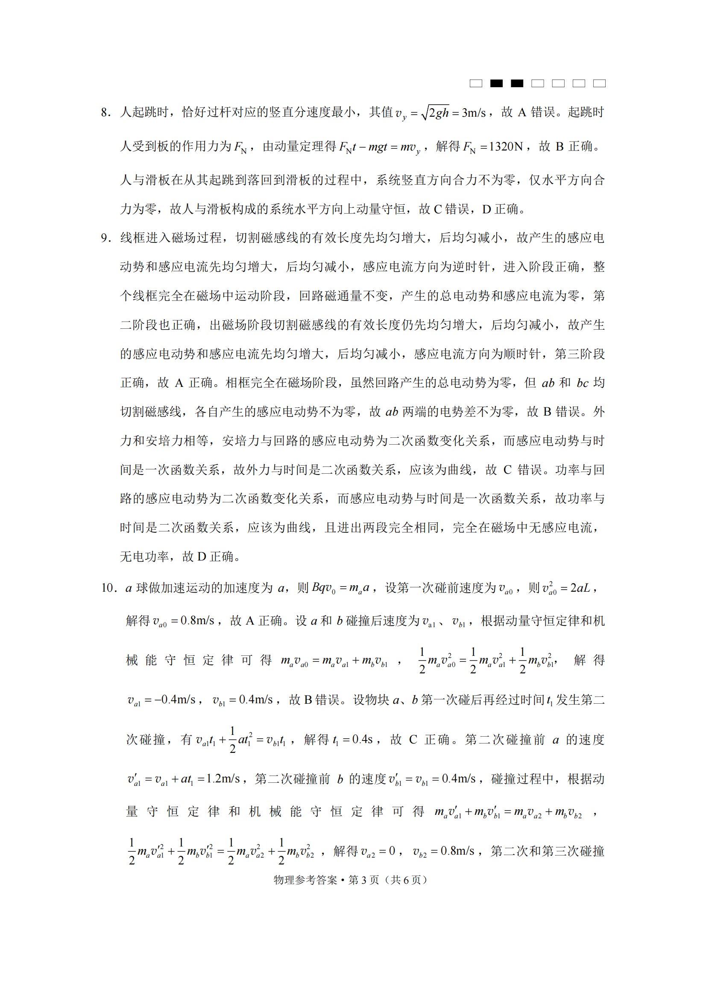 8．人起跳时，恰好过杆对应的竖直分速度最小，其值 $v_y=\sqrt{2gh}=3\mathrm{m/s}$，故 A 错误。起跳时
人受到板的作用力为 $F_\mathrm{N}$，由动量定理得 $F_\mathrm{N}t-mgt=mv_y$，解得 $F_\mathrm{N}=1320\mathrm{N}$，故 B 正确。
人与滑板在从其起跳到落回到滑板的过程中，系统竖直方向合力不为零，仅水平方向合
力为零，故人与滑板构成的系统水平方向上动量守恒，故 C 错误，D 正确。
9．线框进入磁场过程，切割磁感线的有效长度先均匀增大，后均匀减小，故产生的感应电
动势和感应电流先均匀增大，后均匀减小，感应电流方向为逆时针，进入阶段正确，整
个线框完全在磁场中运动阶段，回路磁通量不变，产生的总电动势和感应电流为零，第
二阶段也正确，出磁场阶段切割磁感线的有效长度仍先均匀增大，后均匀减小，故产生
的感应电动势和感应电流先均匀增大，后均匀减小，感应电流方向为顺时针，第三阶段
正确，故 A 正确。相框完全在磁场阶段，虽然回路产生的总电动势为零，但 ab 和 bc 均
切割磁感线，各自产生的感应电动势不为零，故 ab 两端的电势差不为零，故 B 错误。外
力和安培力相等，安培力与回路的感应电动势为二次函数变化关系，而感应电动势与时
间是一次函数关系，故外力与时间是二次函数关系，应该为曲线，故 C 错误。功率与回
路的感应电动势为二次函数变化关系，而感应电动势与时间是一次函数关系，故功率与
时间是二次函数关系，应该为曲线，且进出两段完全相同，完全在磁场中无感应电流，
无电功率，故 D 正确。
10．a 球做加速运动的加速度为 a，则 $Bqv_0=m_a a$，设第一次碰前速度为 $v_{a0}$，则 $v_{a0}^2=2aL$，
解得 $v_{a0}=0.8\mathrm{m/s}$，故 A 正确。设 a 和 b 碰撞后速度为 $v_{\mathrm{a}1}$、$v_{b1}$，根据动量守恒定律和机
械能守恒定律可得 $m_a v_{a0}=m_a v_{a1}+m_b v_{b1}$，$\frac{1}{2}m_a v_{a0}^2=\frac{1}{2}m_a v_{a1}^2+\frac{1}{2}m_b v_{b1}^2$，解得
$v_{a1}=-0.4\mathrm{m/s}$，$v_{b1}=0.4\mathrm{m/s}$，故 B 错误。设物块 a、b 第一次碰后再经过时间 $t_1$ 发生第二
次碰撞，有 $v_{a1}t_1+\frac{1}{2}at_1^2=v_{b1}t_1$，解得 $t_1=0.4\mathrm{s}$，故 C 正确。第二次碰撞前 a 的速度
$v'_{a1}=v_{a1}+at_1=1.2\mathrm{m/s}$，第二次碰撞前 b 的速度 $v'_{b1}=v_{b1}=0.4\mathrm{m/s}$，碰撞过程中，根据动
量守恒定律和机械能守恒定律可得 $m_a v'_{a1}+m_b v'_{b1}=m_a v_{a2}+m_b v_{b2}$，
$\frac{1}{2}m_a v'^2_{a1}+\frac{1}{2}m_b v'^2_{b1}=\frac{1}{2}m_a v_{a2}^2+\frac{1}{2}m_b v_{b2}^2$，解得 $v_{a2}=0$，$v_{b2}=0.8\mathrm{m/s}$，第二次和第三次碰撞
物理参考答案·第 3 页（共 6 页）